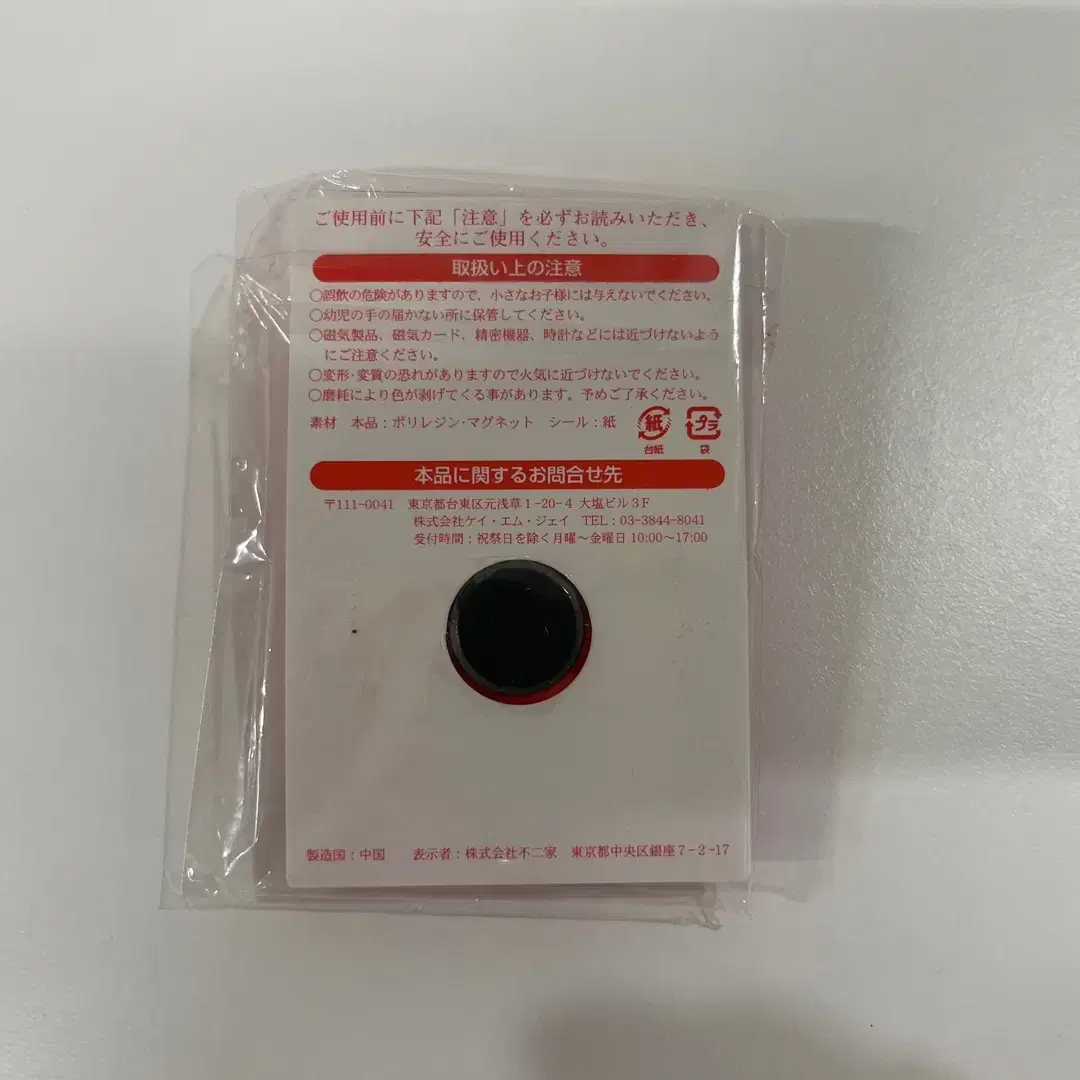 ご使用前に下記「注意」を必ずお読みいただき、
安全にご使用ください。
取扱い上の注意
○誤飲の危険がありますので、小さなお子様には与えないでください。
○幼児の手の届かない所に保管してください。
○磁気製品、磁気カード、精密機器、時計などには近づけないよう
にご注意ください。
○変形・変質の恐れがありますので火気に近づけないでください。
○磨耗により色が剥げてくる事があります。予めご了承ください。
素材 本品：ポリレジン・マグネット シール：紙
紙 プラ
台紙 袋
本品に関するお問合せ先
〒111-0041 東京都台東区元浅草1-20-4 大塩ビル3F
株式会社ケイ・エム・ジェイ TEL：03-3844-8041
受付時間：祝祭日を除く月曜～金曜日 10:00～17:00
製造国：中国 表示者：株式会社不二家 東京都中央区銀座7-2-17